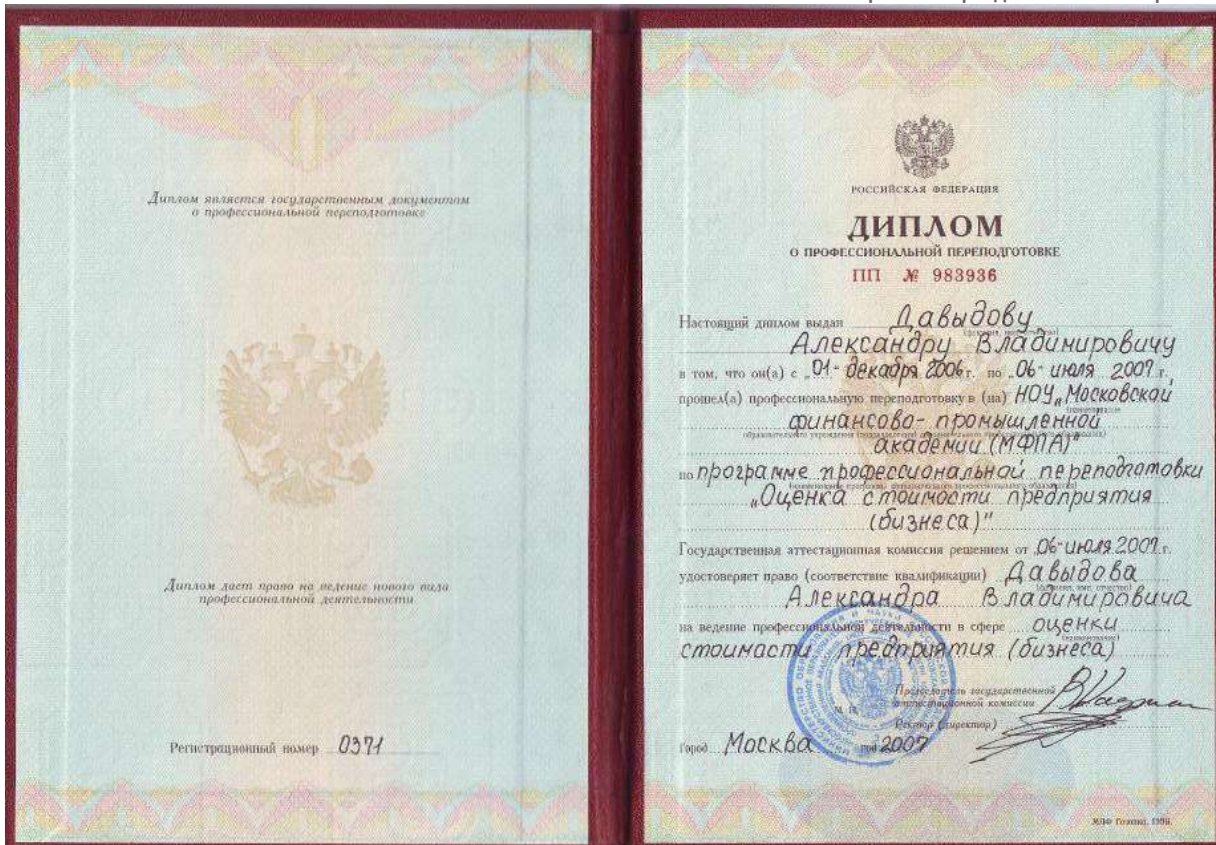 Диплом является государственным документом
о профессиональной переподготовке
Диплом дает право на ведение нового вида
профессиональной деятельности
Регистрационный номер 0371
РОССИЙСКАЯ ФЕДЕРАЦИЯ
ДИПЛОМ
О ПРОФЕССИОНАЛЬНОЙ ПЕРЕПОДГОТОВКЕ
ПП № 983936
Настоящий диплом выдан Давыдову
Александру Владимировичу
в том, что он(а) с „01" декабря 2006 г. по „06" июля 2007 г.
прошел(а) профессиональную переподготовку в (на) НОУ „Московской
финансово-промышленной
академии (МФПА)"
по программе профессиональной переподготовки
„Оценка стоимости предприятия
(бизнеса)"
Государственная аттестационная комиссия решением от „06" июля 2007 г.
удостоверяет право (соответствие квалификации) Давыдова
(фамилия, имя, отчество)
Александра Владимировича
на ведение профессиональной деятельности в сфере оценки
(наименование)
стоимости предприятия (бизнеса)
Председатель государственной
аттестационной комиссии
М. П.
Ректор (директор)
Город Москва год 2007